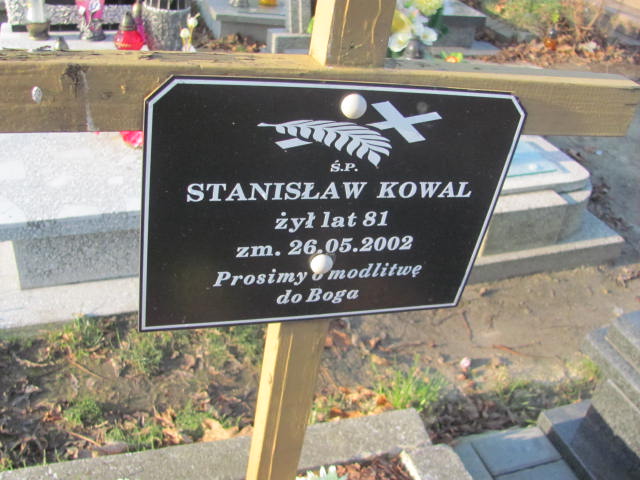 Ś.P.
STANISŁAW KOWAL
żył lat 81
zm. 26.05.2002
Prosimy o modlitwę
do Boga